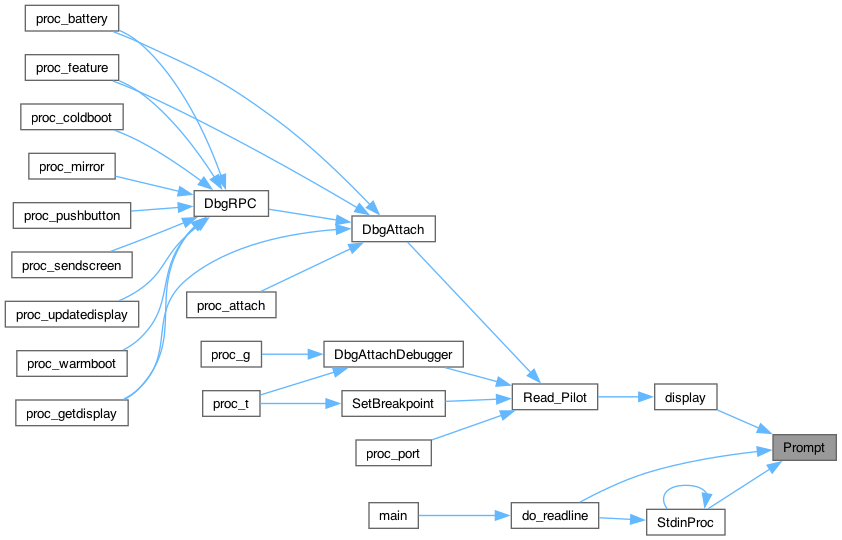 proc_battery
proc_feature
proc_coldboot
proc_mirror
DbgRPC
proc_pushbutton
DbgAttach
proc_sendscreen
proc_attach
proc_updatedisplay
proc_g
DbgAttachDebugger
proc_warmboot
Read_Pilot
display
proc_t
SetBreakpoint
proc_getdisplay
Prompt
proc_port
main
do_readline
StdinProc